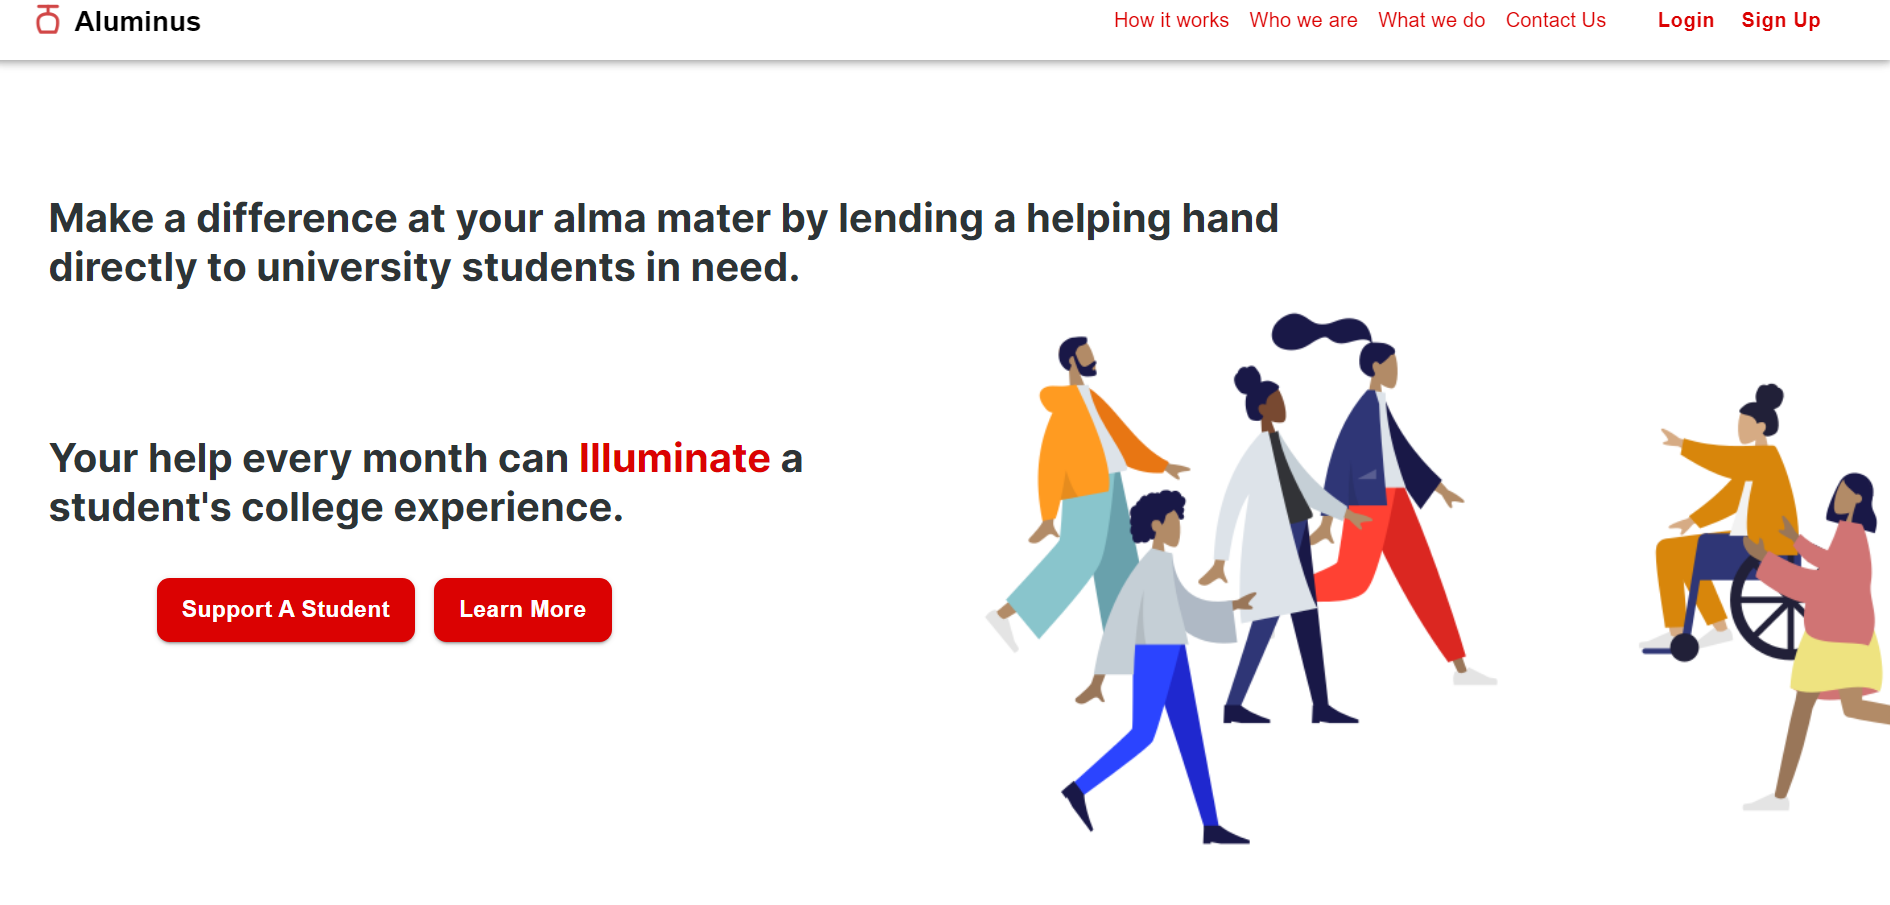 Aluminus
How it works Who we are What we do Contact Us Login Sign Up
Make a difference at your alma mater by lending a helping hand
directly to university students in need.
Your help every month can Illuminate a
student's college experience.
Support A Student Learn More